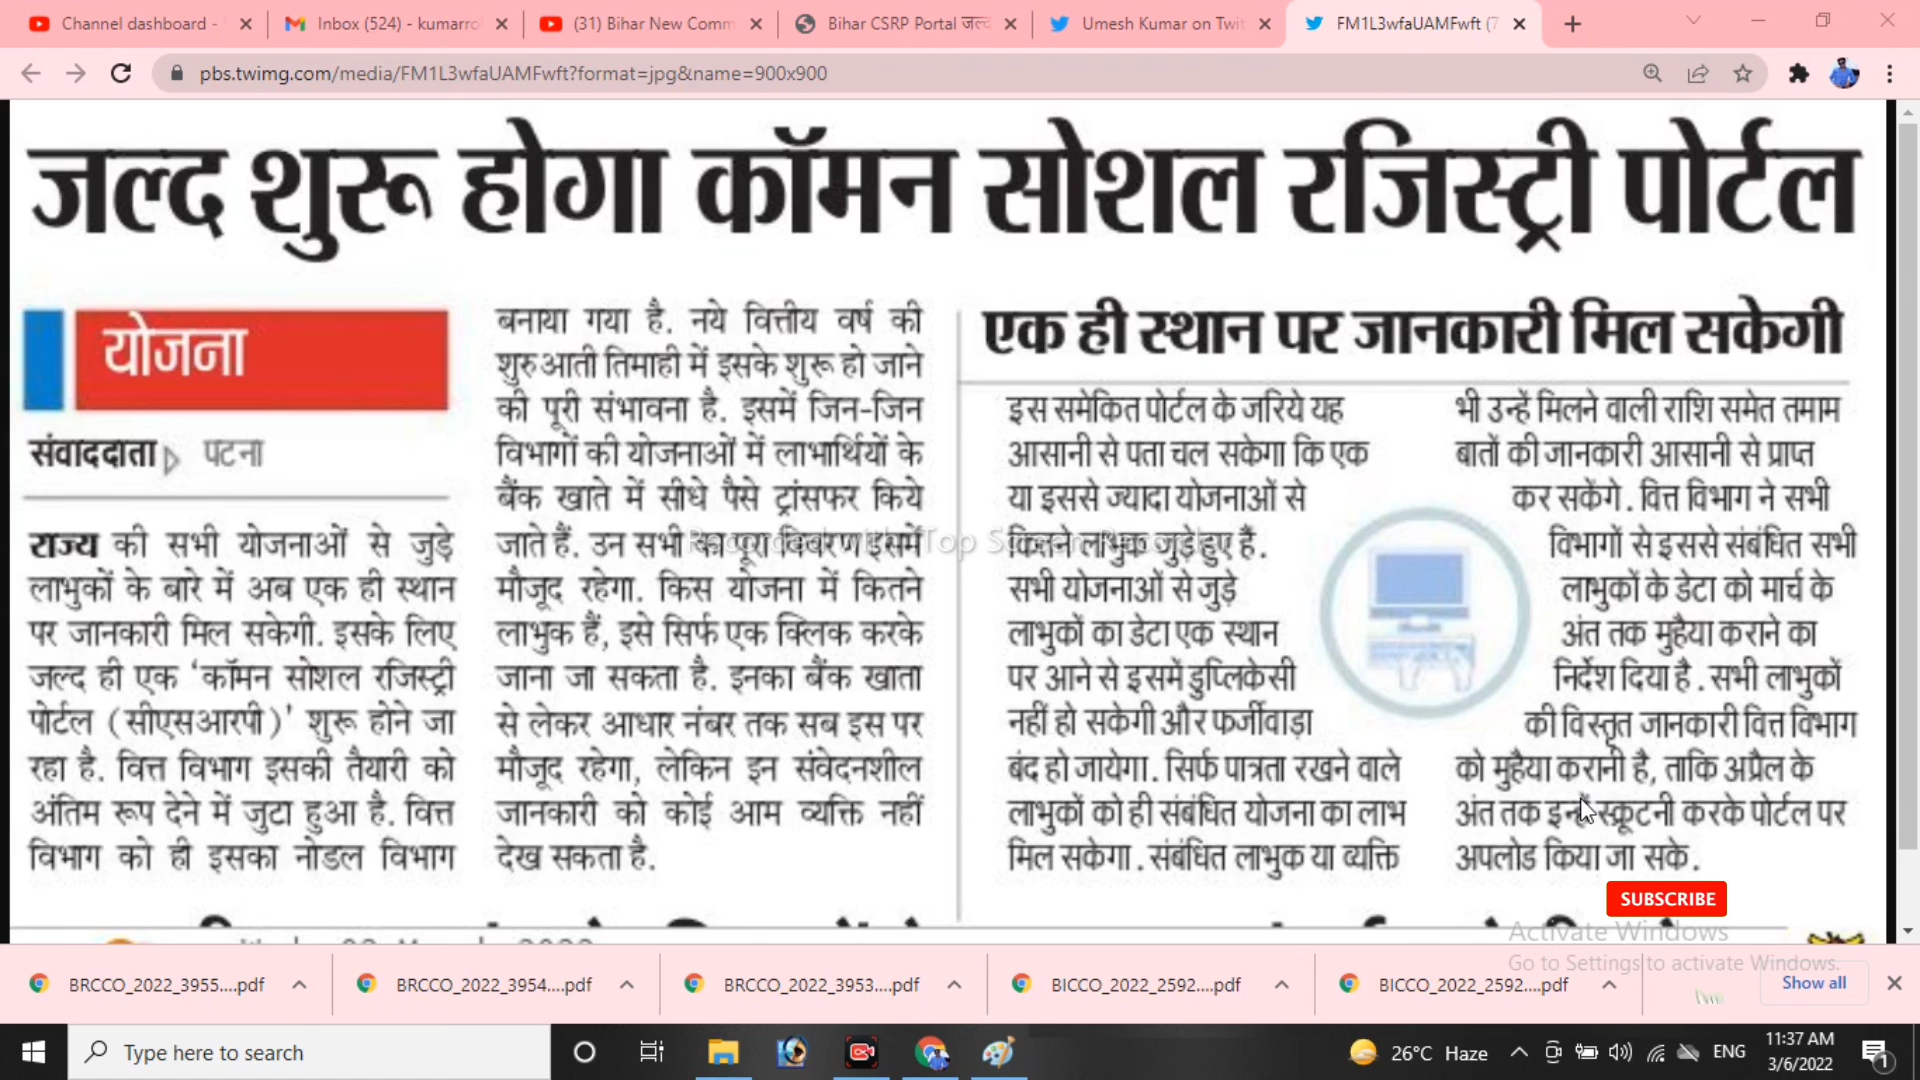 Channel dashboard -
Inbox (524) - kumarro
(31) Bihar New Comm
Bihar CSRP Portal जल्द
Umesh Kumar on Twit
FM1L3wfaUAMFwft (7
pbs.twimg.com/media/FM1L3wfaUAMFwft?format=jpg&name=900x900
जल्द शुरू होगा कॉमन सोशल रजिस्ट्री पोर्टल
योजना
संवाददाता पटना
राज्य की सभी योजनाओं से जुड़े
लाभुकों के बारे में अब एक ही स्थान
पर जानकारी मिल सकेगी. इसके लिए
जल्द ही एक 'कॉमन सोशल रजिस्ट्री
पोर्टल (सीएसआरपी)' शुरू होने जा
रहा है. वित्त विभाग इसकी तैयारी को
अंतिम रूप देने में जुटा हुआ है. वित्त
विभाग को ही इसका नोडल विभाग
बनाया गया है. नये वित्तीय वर्ष की
शुरुआती तिमाही में इसके शुरू हो जाने
की पूरी संभावना है. इसमें जिन-जिन
विभागों की योजनाओं में लाभार्थियों के
बैंक खाते में सीधे पैसे ट्रांसफर किये
जाते हैं. उन सभी का पूरा विवरण इसमें
मौजूद रहेगा. किस योजना में कितने
लाभुक हैं, इसे सिर्फ एक क्लिक करके
जाना जा सकता है. इनका बैंक खाता
से लेकर आधार नंबर तक सब इस पर
मौजूद रहेगा, लेकिन इन संवेदनशील
जानकारी को कोई आम व्यक्ति नहीं
देख सकता है.
एक ही स्थान पर जानकारी मिल सकेगी
इस समेकित पोर्टल के जरिये यह
आसानी से पता चल सकेगा कि एक
या इससे ज्यादा योजनाओं से
कितने लाभुक जुड़े हुए हैं.
सभी योजनाओं से जुड़े
लाभुकों का डेटा एक स्थान
पर आने से इसमें डुप्लिकेसी
नहीं हो सकेगी और फर्जीवाड़ा
बंद हो जायेगा. सिर्फ पात्रता रखने वाले
लाभुकों को ही संबंधित योजना का लाभ
मिल सकेगा. संबंधित लाभुक या व्यक्ति
भी उन्हें मिलने वाली राशि समेत तमाम
बातों की जानकारी आसानी से प्राप्त
कर सकेंगे. वित्त विभाग ने सभी
विभागों से इससे संबंधित सभी
लाभुकों के डेटा को मार्च के
अंत तक मुहैया कराने का
निर्देश दिया है. सभी लाभुकों
की विस्तृत जानकारी वित्त विभाग
को मुहैया करानी है, ताकि अप्रैल के
अंत तक इन्हें स्क्रूटनी करके पोर्टल पर
अपलोड किया जा सके.
SUBSCRIBE
Activate Windows
Go to Settings to activate Windows.
BRCCO_2022_3955....pdf
BRCCO_2022_3954....pdf
BRCCO_2022_3953....pdf
BICCO_2022_2592....pdf
BICCO_2022_2592....pdf
Show all
Type here to search
26°C Haze
ENG
11:37 AM
3/6/2022
1